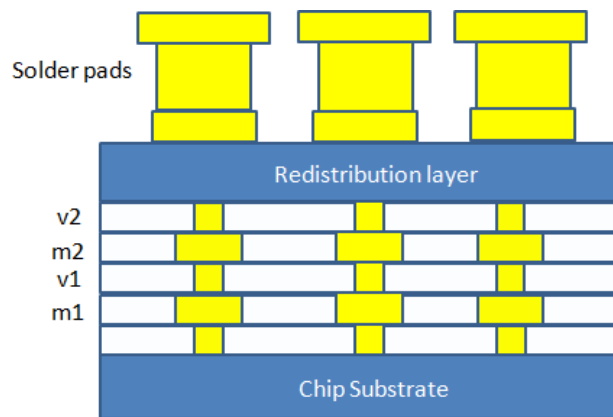 Solder pads
Redistribution layer
v2
m2
v1
m1
Chip Substrate